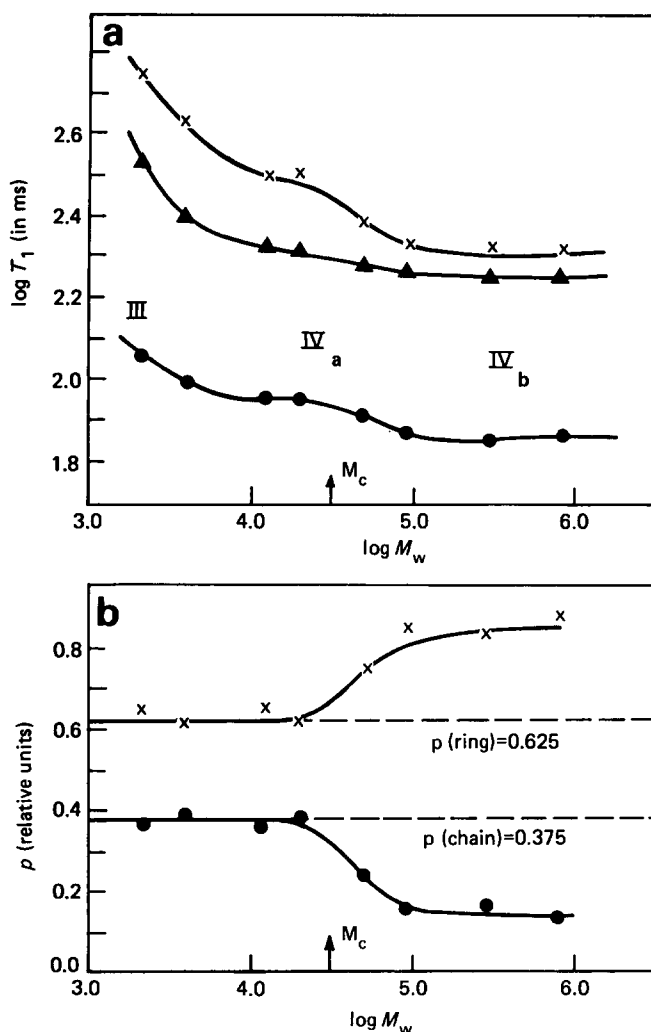 a
log T₁ (in ms)
2.6
2.4
2.2
2.0
1.8
III
IVa
IVb
Mc
3.0 4.0 5.0 6.0
log Mw
b
p (relative units)
0.8
0.6
0.4
0.2
0.0
p (ring)=0.625
p (chain)=0.375
Mc
3.0 4.0 5.0 6.0
log Mw